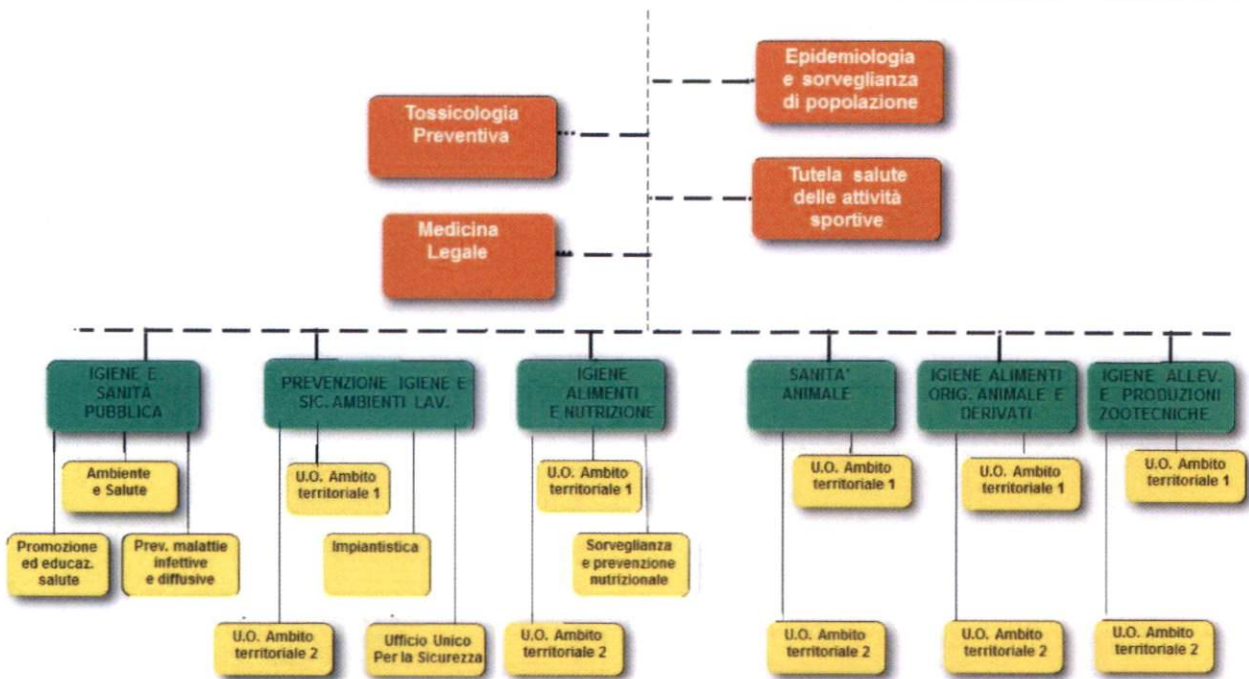 Epidemiologia
e sorveglianza
di popolazione
Tossicologia
Preventiva
Tutela salute
delle attività
sportive
Medicina
Legale
IGIENE E.
SANITÀ
PUBBLICA
PREVENZIONE IGIENE E
SIC. AMBIENTI LAV.
IGIENE
ALIMENTI
E NUTRIZIONE
SANITA'
ANIMALE
IGIENE ALIMENTI
ORIG. ANIMALE E
DERIVATI
IGIENE ALLEV.
E PRODUZIONI
ZOOTECNICHE
Ambiente
e Salute
U.O. Ambito
territoriale 1
U.O. Ambito
territoriale 1
U.O. Ambito
territoriale 1
U.O. Ambito
territoriale 1
U.O. Ambito
territoriale 1
Promozione
ed educaz.
salute
Prev. malattie
infettive
e diffusive
Impiantistica
Sorveglianza
e prevenzione
nutrizionale
U.O. Ambito
territoriale 2
Ufficio Unico
Per la Sicurezza
U.O. Ambito
territoriale 2
U.O. Ambito
territoriale 2
U.O. Ambito
territoriale 2
U.O. Ambito
territoriale 2